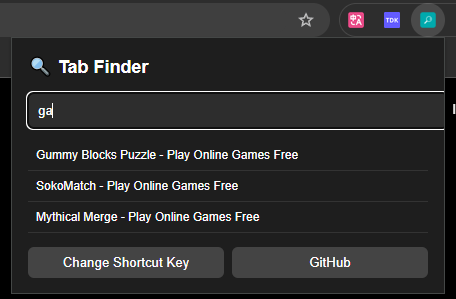 TDK
Tab Finder
ga
Gummy Blocks Puzzle - Play Online Games Free
SokoMatch - Play Online Games Free
Mythical Merge - Play Online Games Free
Change Shortcut Key
GitHub